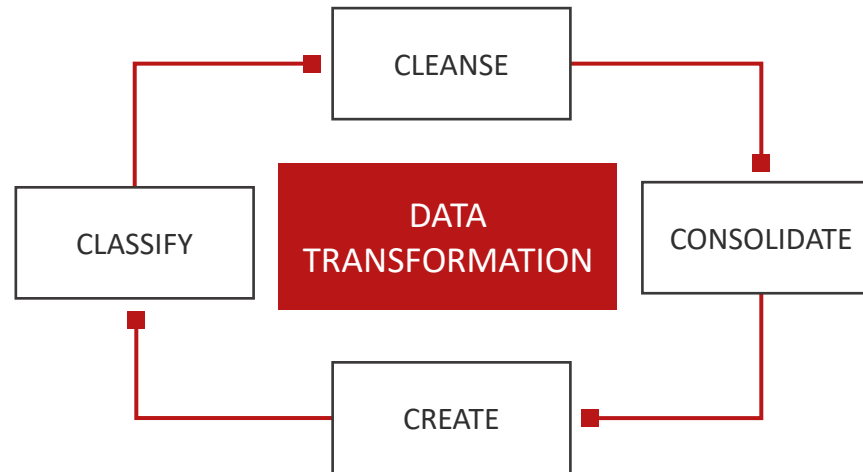 CLEANSE
CLASSIFY
DATA
TRANSFORMATION
CONSOLIDATE
CREATE